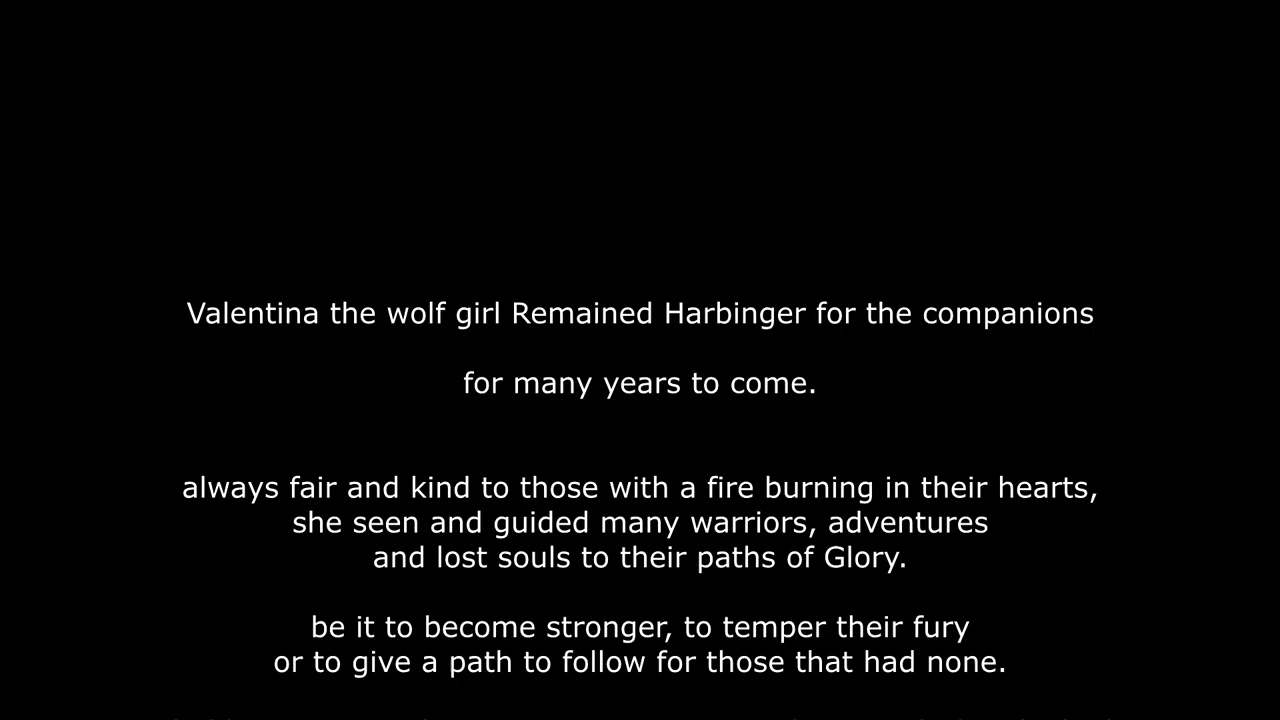 Valentina the wolf girl Remained Harbinger for the companions
for many years to come.
always fair and kind to those with a fire burning in their hearts,
she seen and guided many warriors, adventures
and lost souls to their paths of Glory.
be it to become stronger, to temper their fury
or to give a path to follow for those that had none.